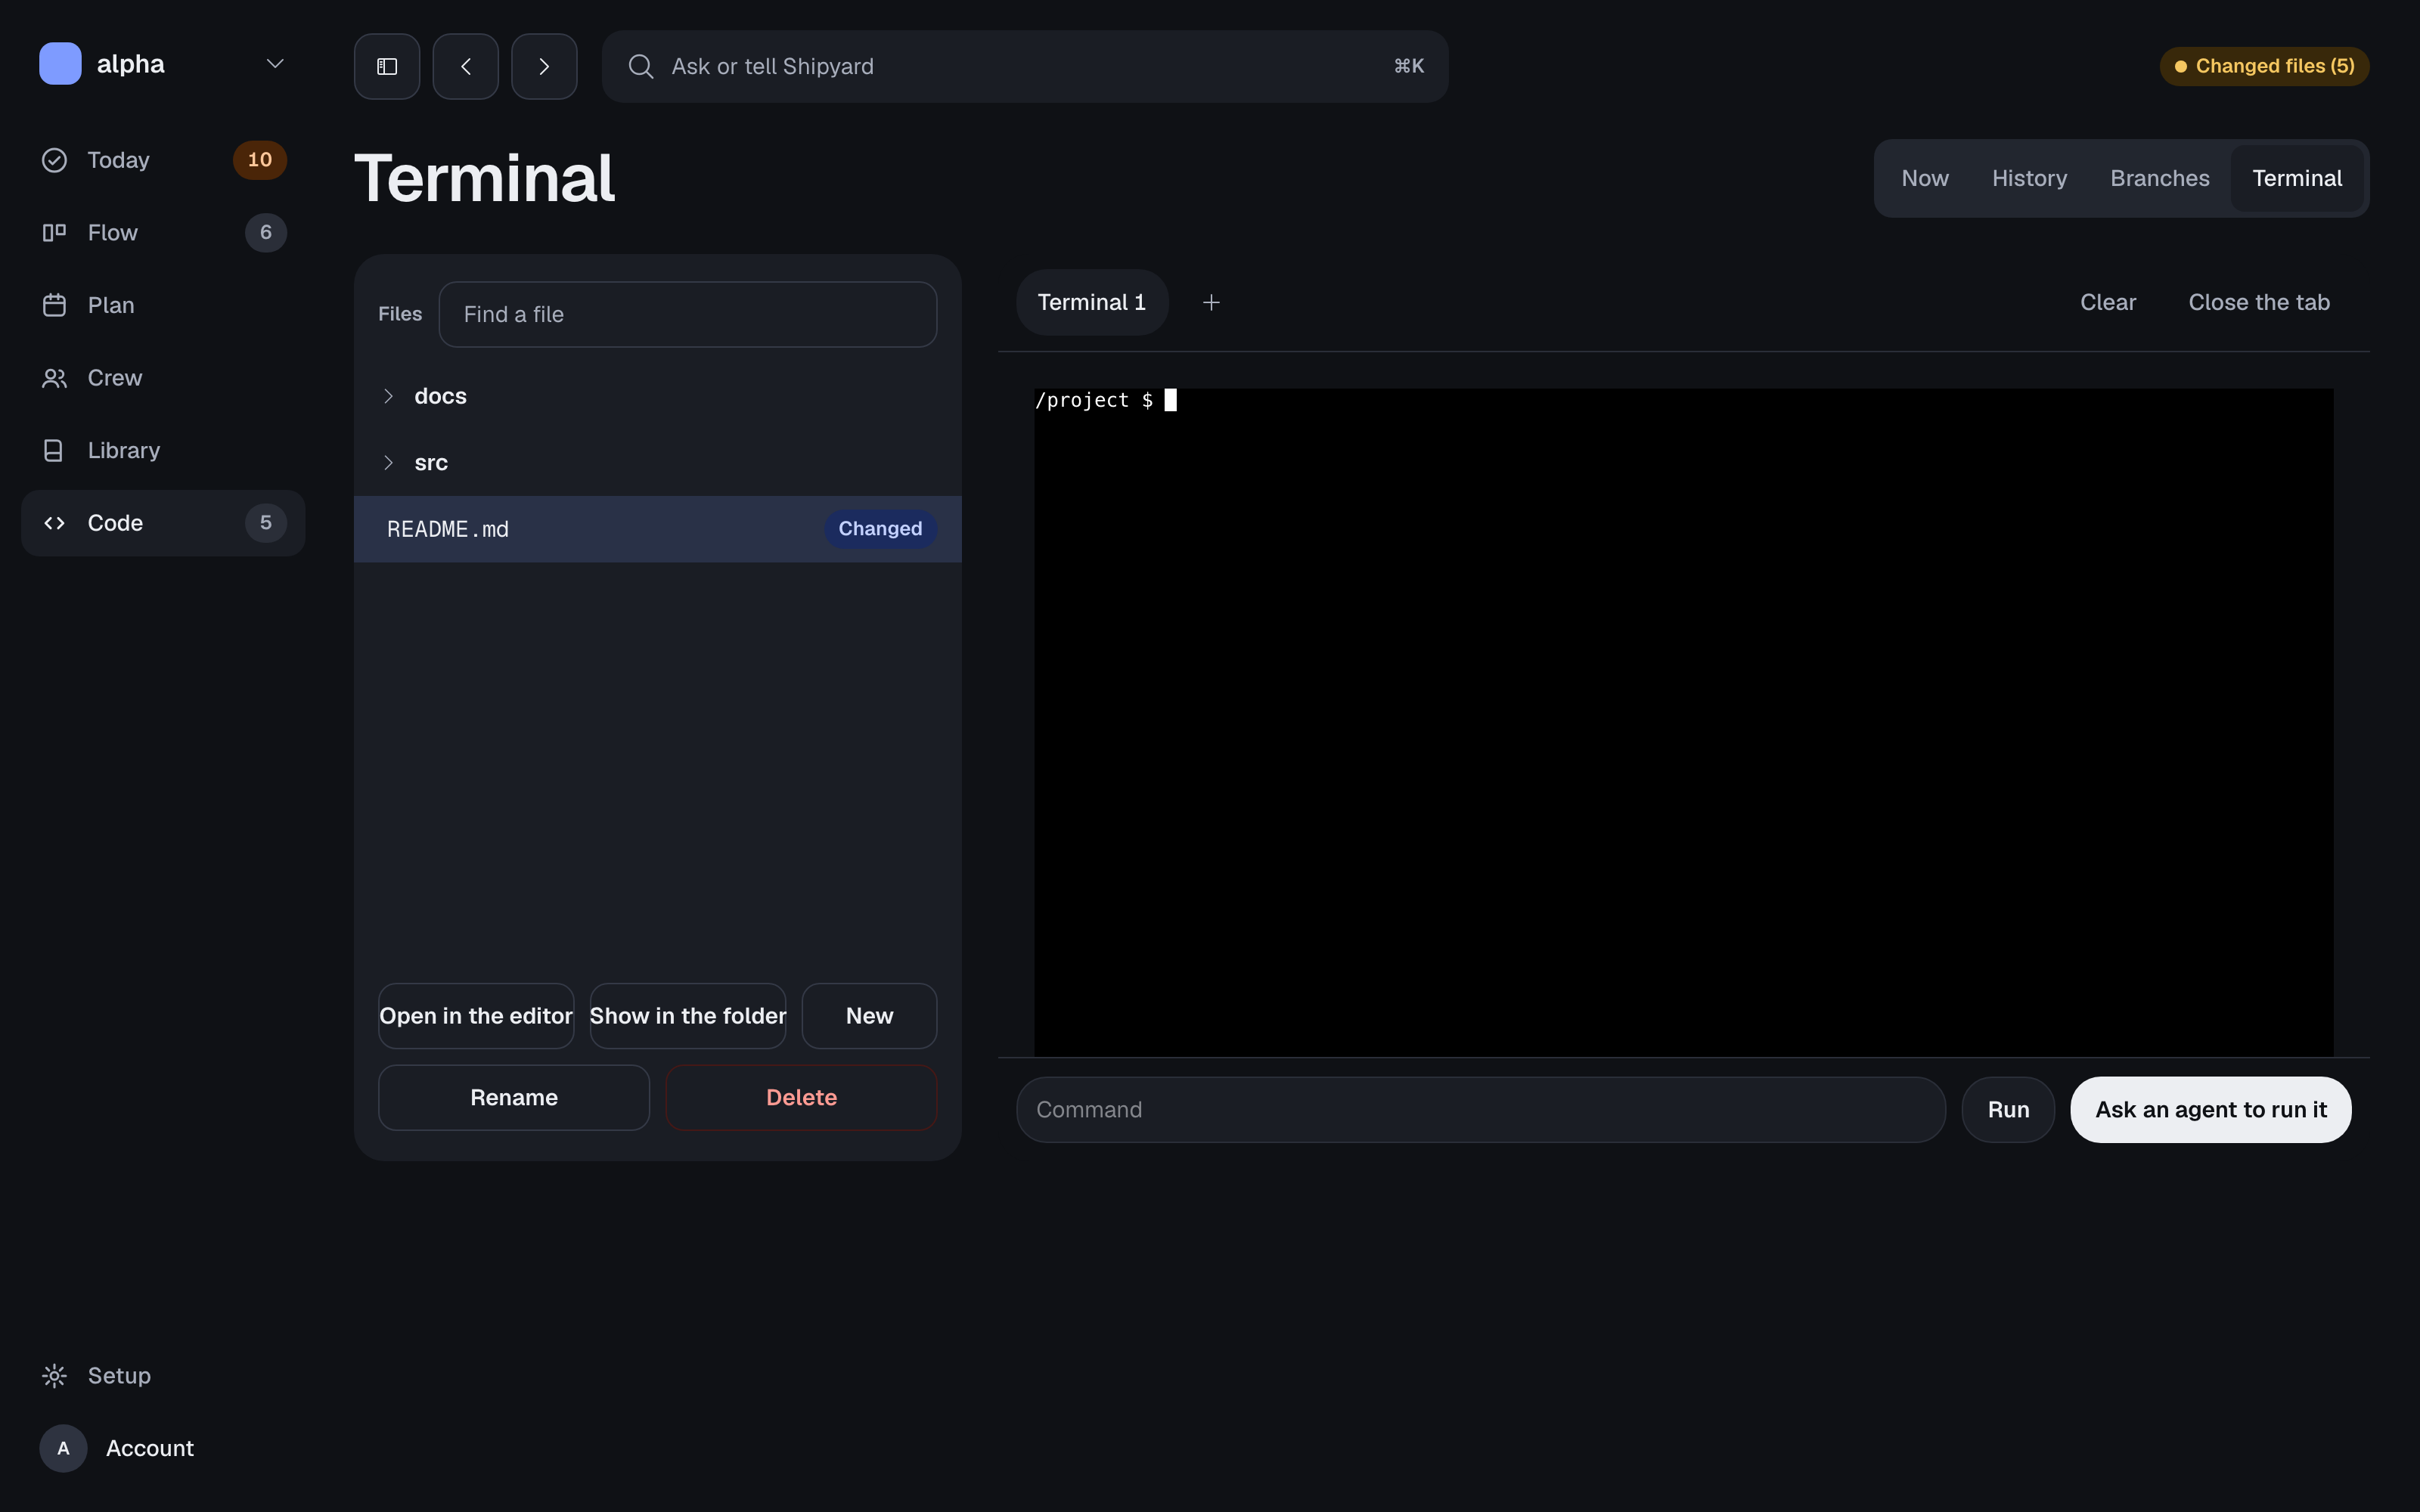 alpha
Ask or tell Shipyard ⌘K
Changed files (5)
Today 10
Flow 6
Plan
Crew
Library
Code 5
Setup
A Account
Terminal
Now History Branches Terminal
Files Find a file
docs
src
README.md Changed
Open in the editor Show in the folder New
Rename Delete
Terminal 1 + Clear Close the tab
/project $
Command Run Ask an agent to run it